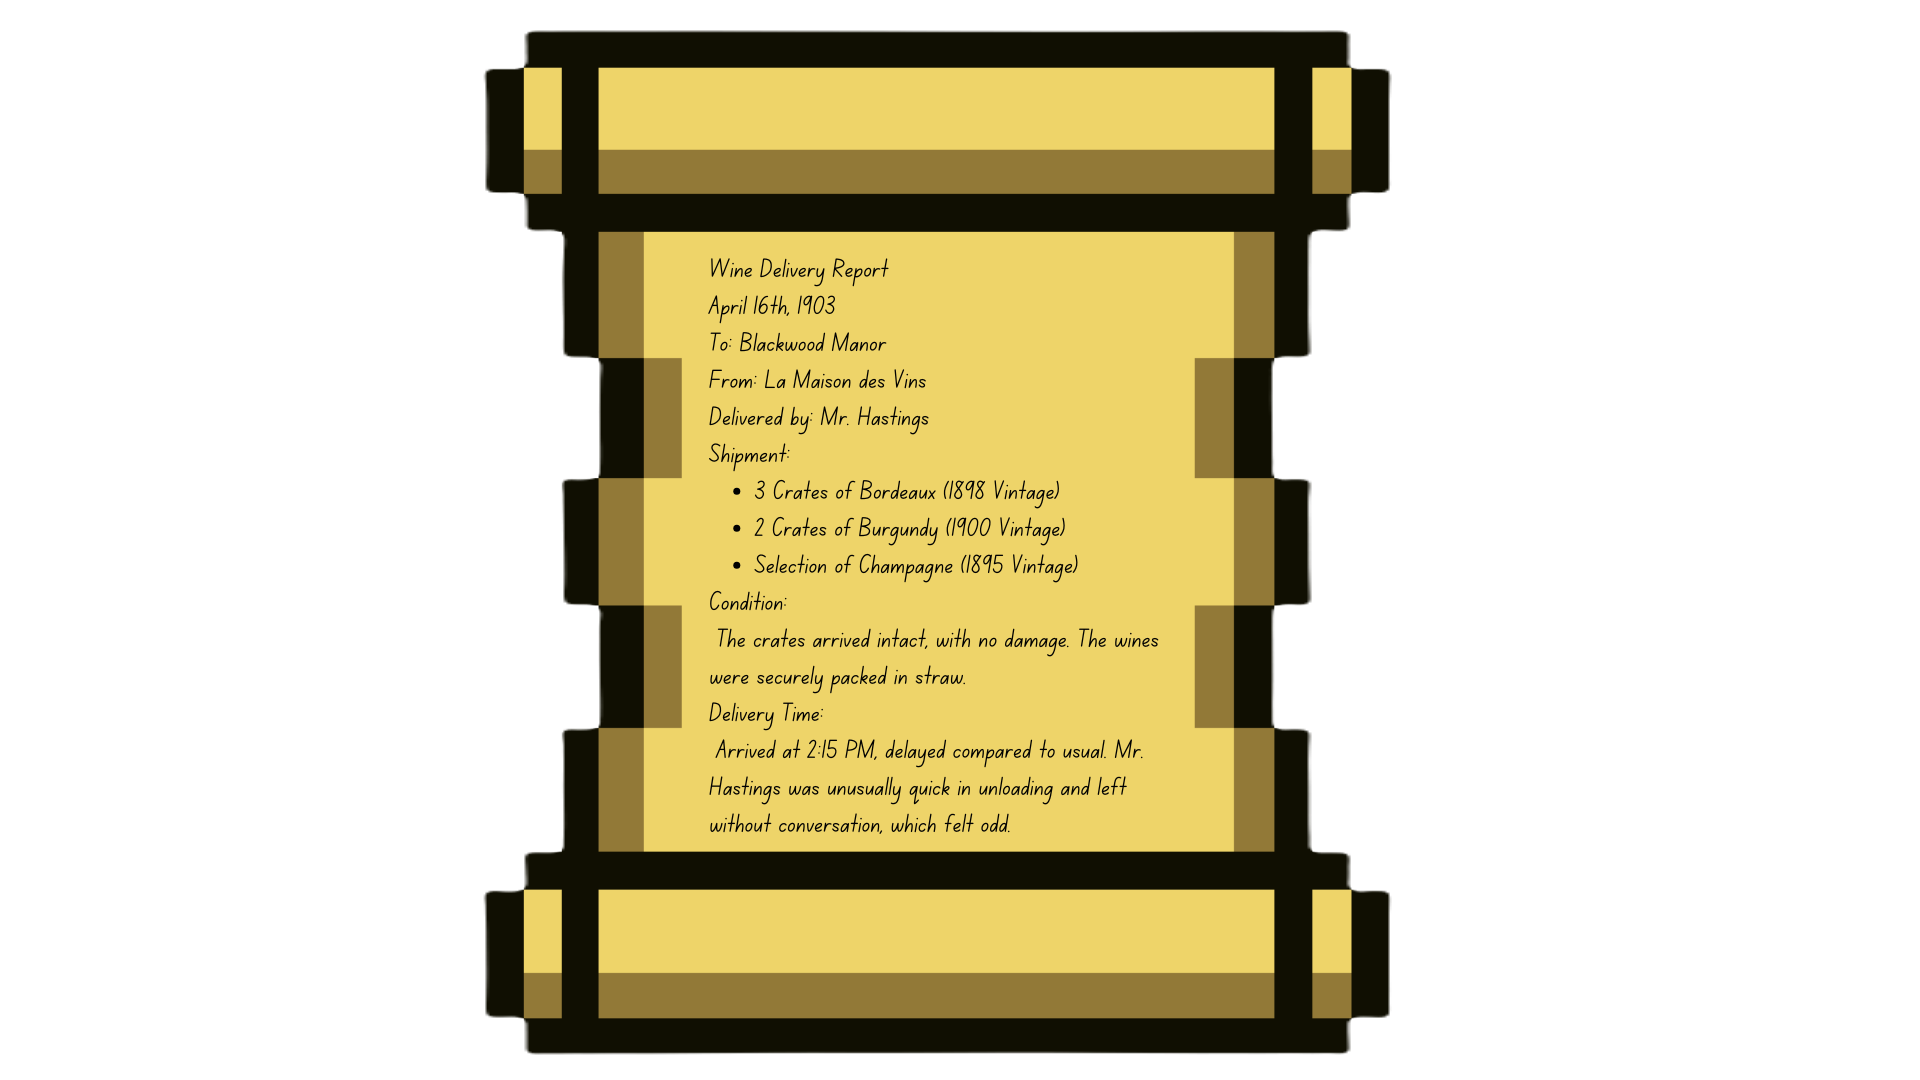 Wine Delivery Report
April 16th, 1903
To: Blackwood Manor
From: La Maison des Vins
Delivered by: Mr. Hastings
Shipment:
• 3 Crates of Bordeaux (1898 Vintage)
• 2 Crates of Burgundy (1900 Vintage)
• Selection of Champagne (1895 Vintage)
Condition:
The crates arrived intact, with no damage. The wines
were securely packed in straw.
Delivery Time:
Arrived at 2:15 PM, delayed compared to usual. Mr.
Hastings was unusually quick in unloading and left
without conversation, which felt odd.